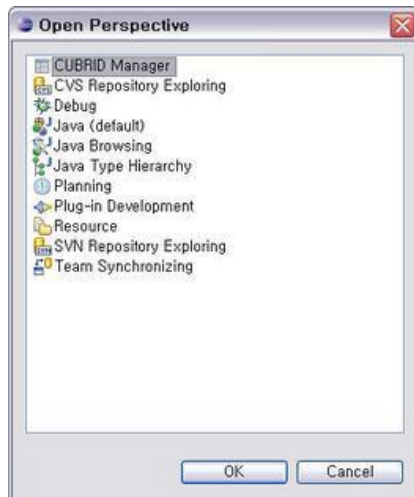 Open Perspective
CUBRID Manager
CVS Repository Exploring
Debug
Java (default)
Java Browsing
Java Type Hierarchy
Planning
Plug-in Development
Resource
SVN Repository Exploring
Team Synchronizing
OK
Cancel